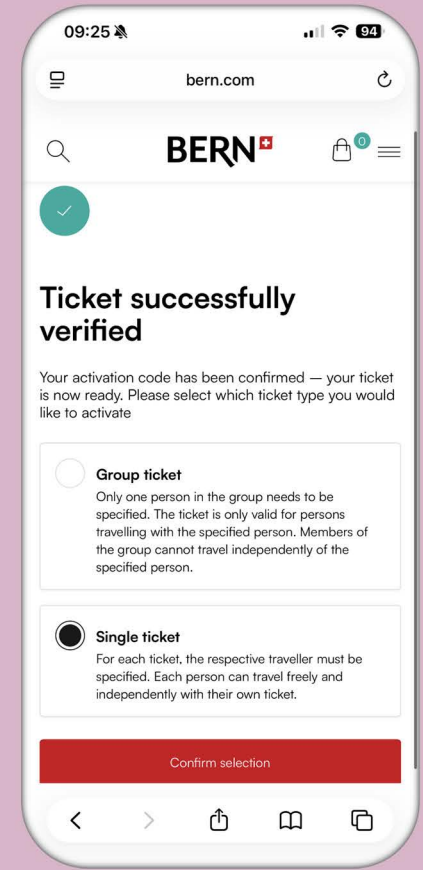 09:25
94
bern.com
BERN
0
Ticket successfully
verified
Your activation code has been confirmed – your ticket
is now ready. Please select which ticket type you would
like to activate
Group ticket
Only one person in the group needs to be
specified. The ticket is only valid for persons
travelling with the specified person. Members of
the group cannot travel independently of the
specified person.
Single ticket
For each ticket, the respective traveller must be
specified. Each person can travel freely and
independently with their own ticket.
Confirm selection